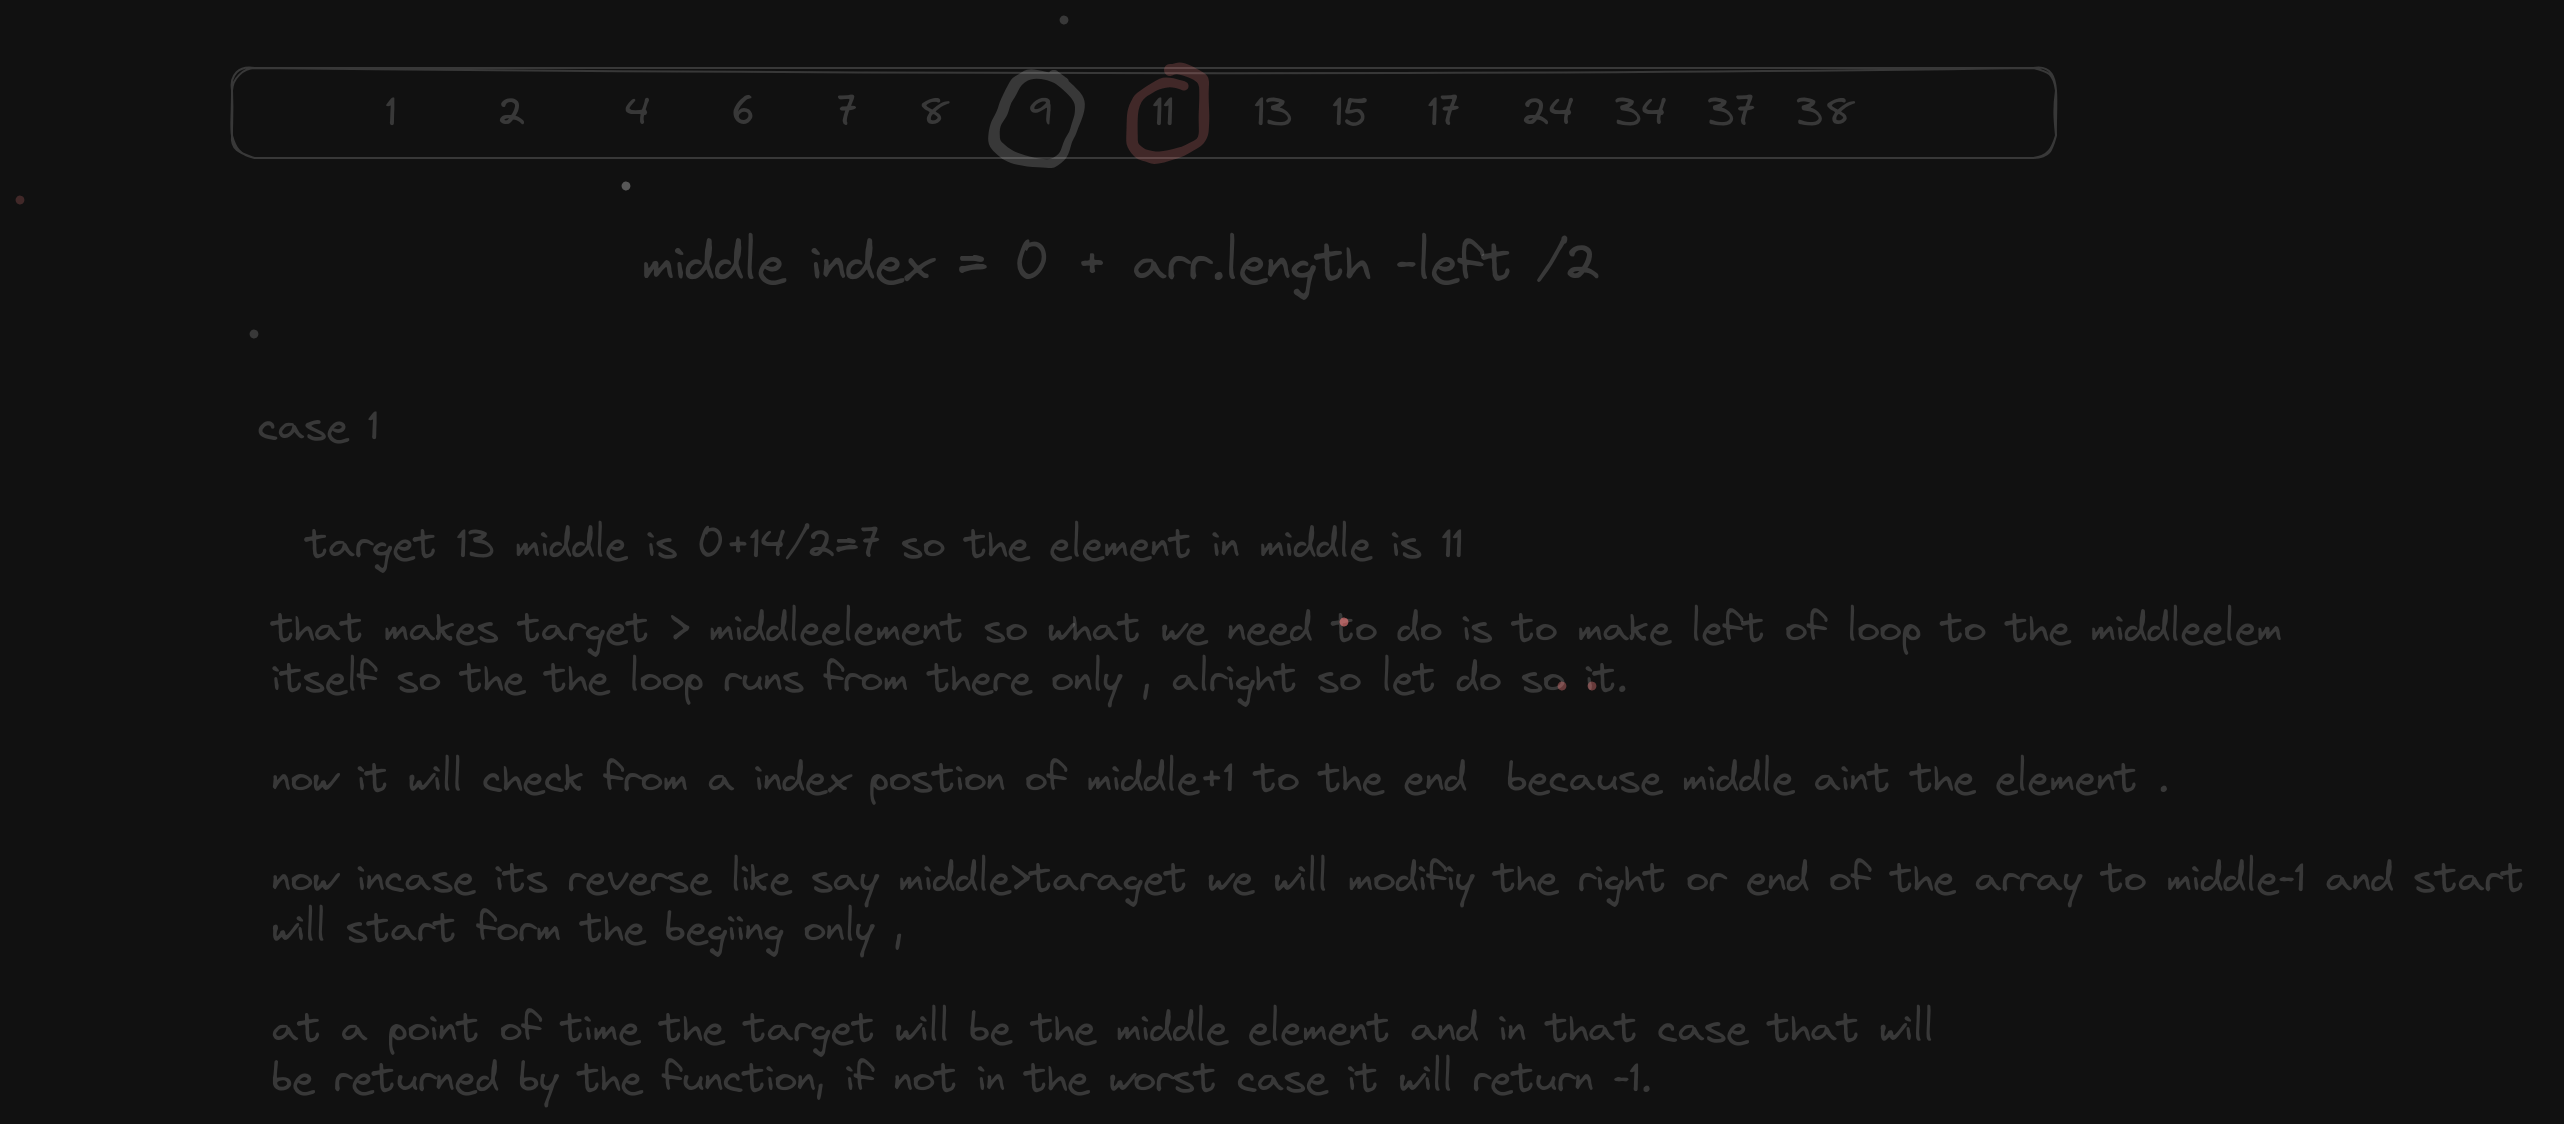 1 2 4 6 7 8 9 11 13 15 17 24 34 37 38
middle index = 0 + arr.length -left /2
case 1
target 13 middle is 0+14/2=7 so the element in middle is 11
that makes target > middleelement so what we need to do is to make left of loop to the middleelem
itself so the the loop runs from there only , alright so let do so it.
now it will check from a index postion of middle+1 to the end because middle aint the element .
now incase its reverse like say middle>taraget we will modifiy the right or end of the array to middle-1 and start
will start form the begiing only ,
at a point of time the target will be the middle element and in that case that will
be returned by the function, if not in the worst case it will return -1.